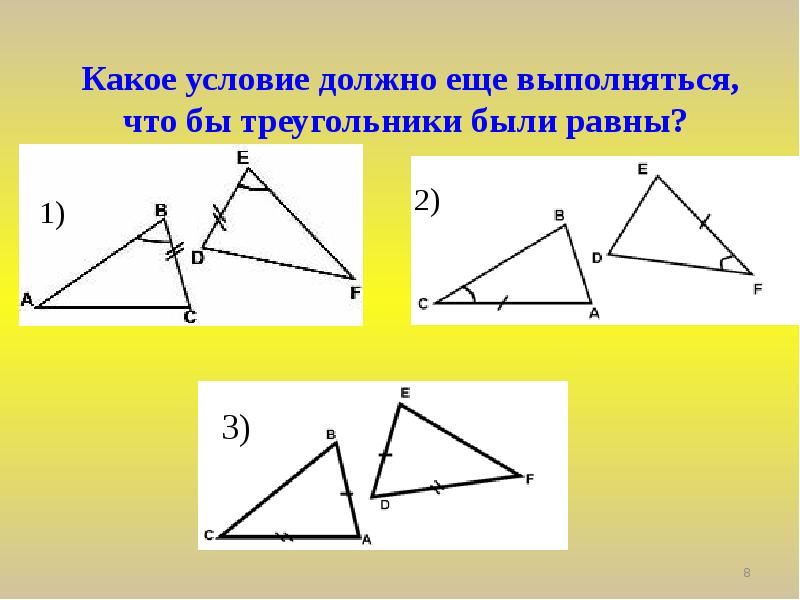 Какое условие должно еще выполняться,
что бы треугольники были равны?
1)
E
B
D
A
C
F
2)
E
B
D
C
A
F
3)
E
B
F
D
C
A
8